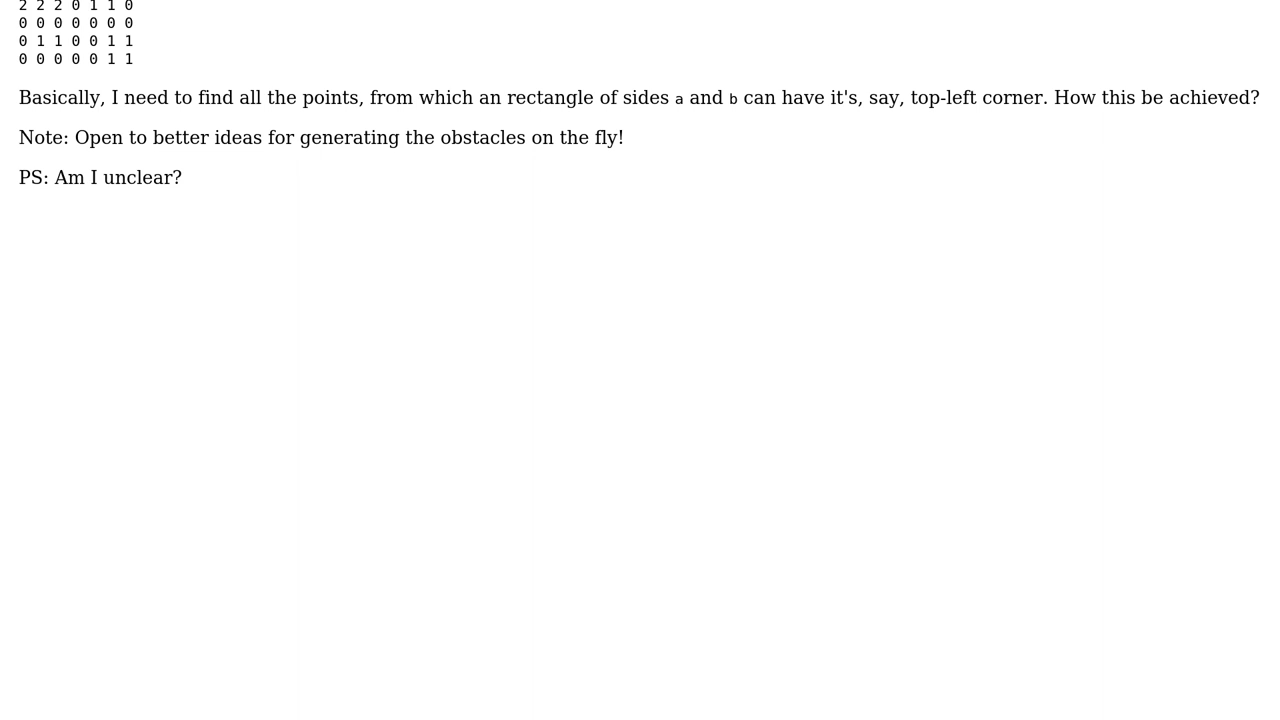 2 2 2 0 1 1 0
0 0 0 0 0 0 0
0 1 1 0 0 1 1
0 0 0 0 0 1 1
Basically, I need to find all the points, from which an rectangle of sides a and b can have it's, say, top-left corner. How this be achieved?
Note: Open to better ideas for generating the obstacles on the fly!
PS: Am I unclear?